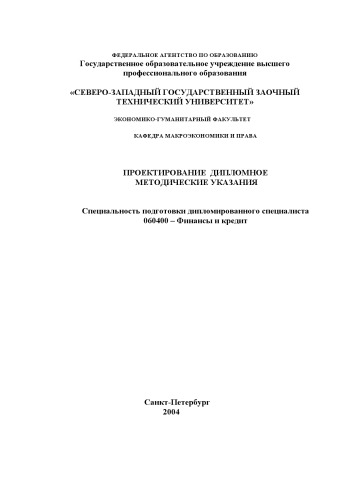 ФЕДЕРАЛЬНОЕ АГЕНТСТВО ПО ОБРАЗОВАНИЮ
Государственное образовательное учреждение высшего
профессионального образования
«СЕВЕРО-ЗАПАДНЫЙ ГОСУДАРСТВЕННЫЙ ЗАОЧНЫЙ
ТЕХНИЧЕСКИЙ УНИВЕРСИТЕТ»
ЭКОНОМИКО-ГУМАНИТАРНЫЙ ФАКУЛЬТЕТ
КАФЕДРА МАКРОЭКОНОМИКИ И ПРАВА
ПРОЕКТИРОВАНИЕ ДИПЛОМНОЕ
МЕТОДИЧЕСКИЕ УКАЗАНИЯ
Специальность подготовки дипломированного специалиста
060400 – Финансы и кредит
Санкт-Петербург
2004